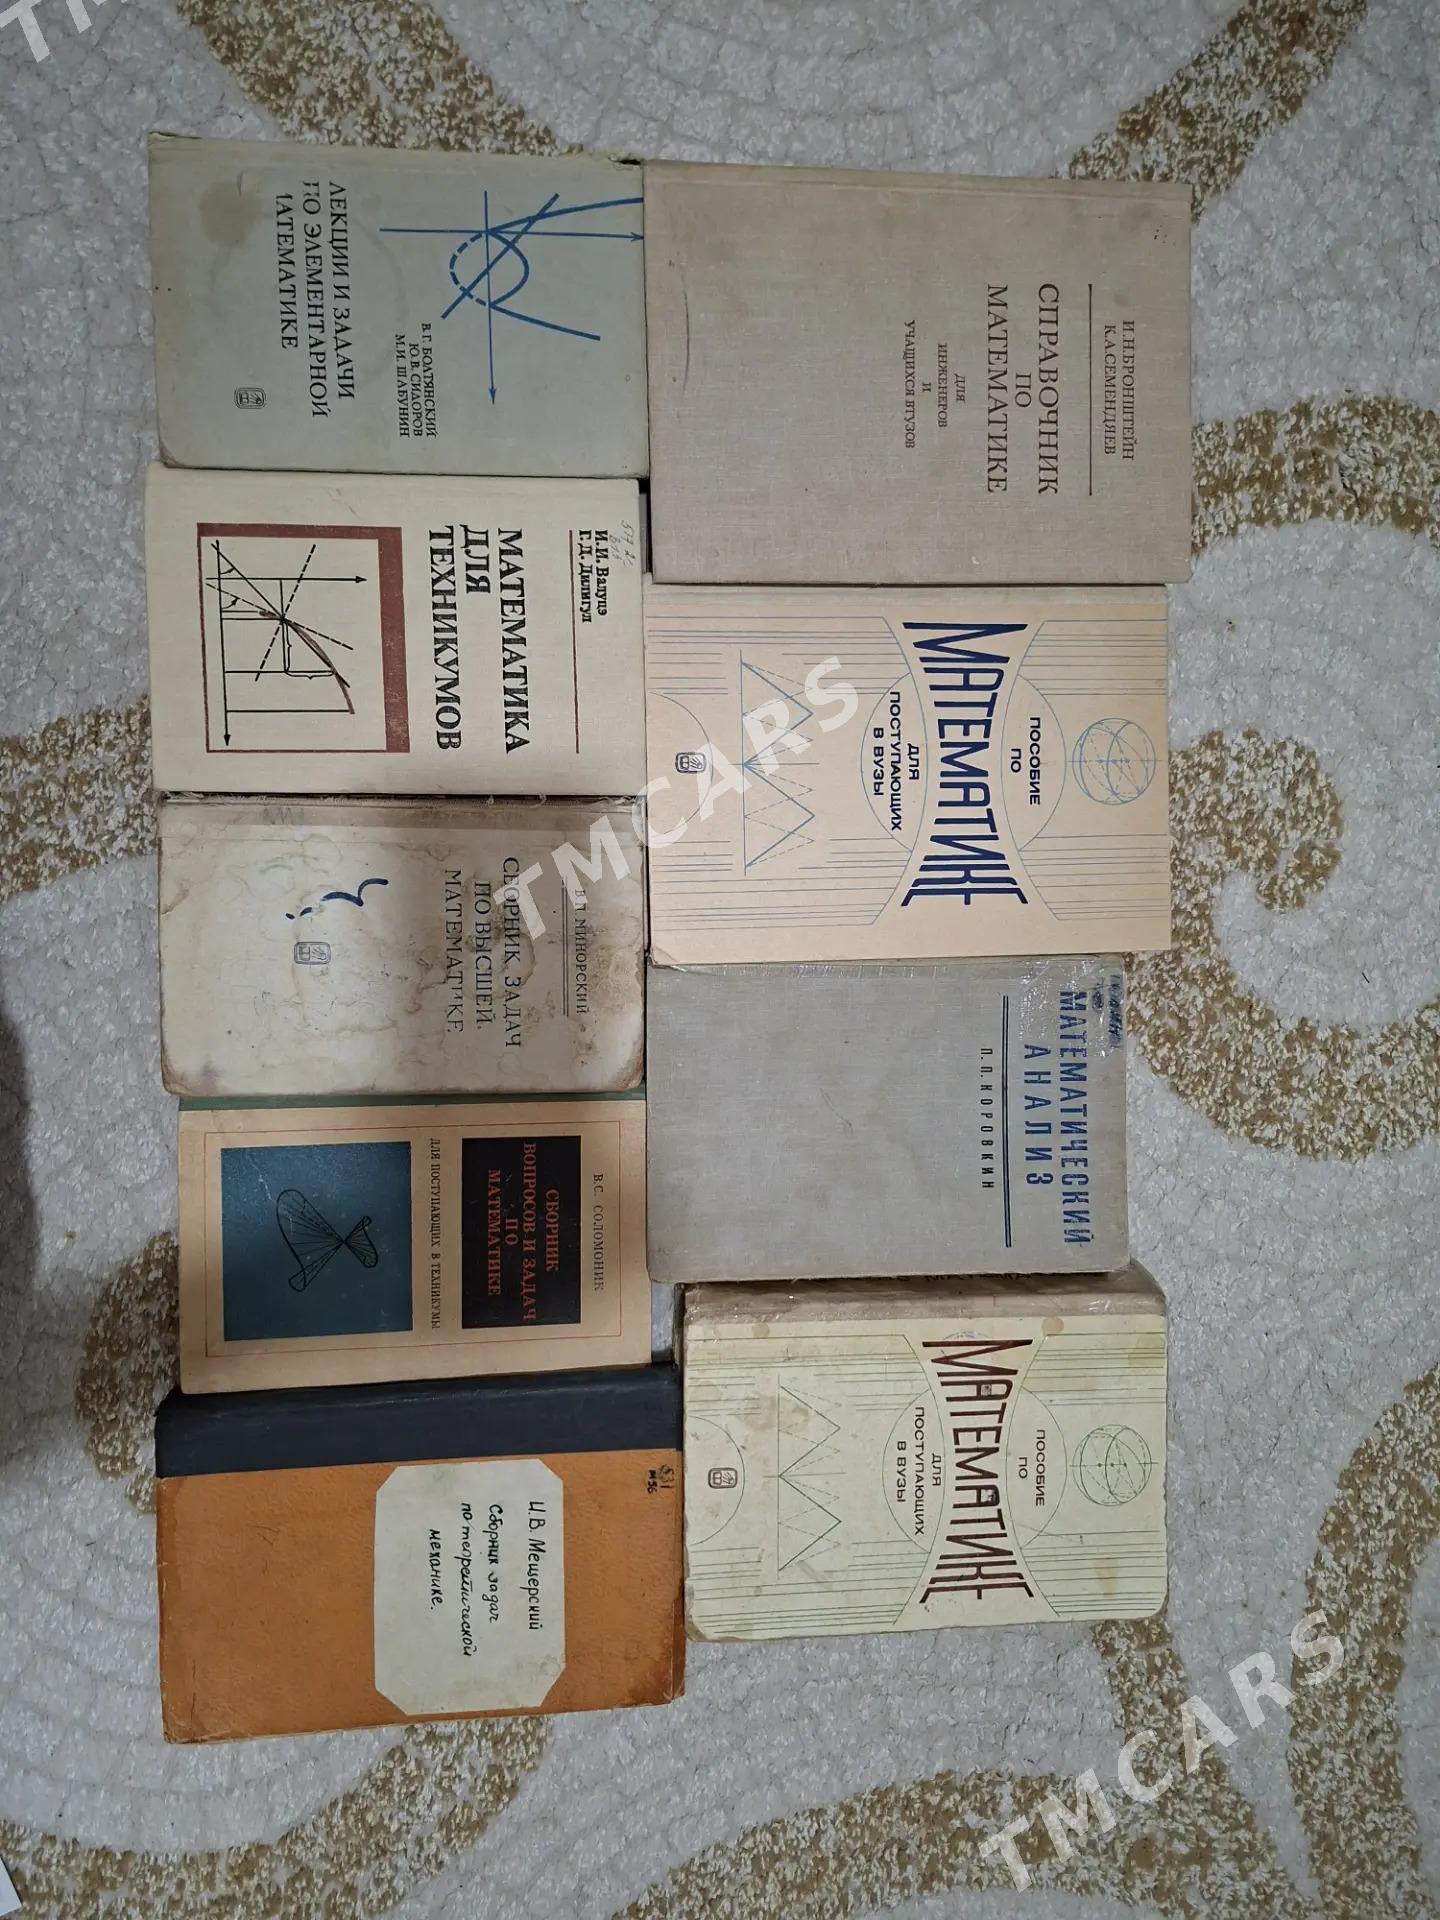 И.Н.БРОНШТЕЙН
К.А.СЕМЕНДЯЕВ
СПРАВОЧНИК
ПО
МАТЕМАТИКЕ
ДЛЯ
ИНЖЕНЕРОВ
И
УЧАЩИХСЯ ВТУЗОВ
ПОСОБИЕ
ПО
МАТЕМАТИКЕ
ДЛЯ
ПОСТУПАЮЩИХ
В ВУЗЫ
МАТЕМАТИЧЕСКИЙ
АНАЛИЗ
П.П.КОРОВКИН
ПОСОБИЕ
ПО
МАТЕМАТИКЕ
ДЛЯ
ПОСТУПАЮЩИХ
В ВУЗЫ
В.Г.БОЛТЯНСКИЙ
Ю.В.СИДОРОВ
М.И.ШАБУНИН
ЛЕКЦИИ И ЗАДАЧИ
ПО ЭЛЕМЕНТАРНОЙ
МАТЕМАТИКЕ
И.И. Валуцэ
Г.Д. Дилигул
МАТЕМАТИКА
ДЛЯ
ТЕХНИКУМОВ
В.П.МИНОРСКИЙ
СБОРНИК ЗАДАЧ
ПО ВЫСШЕЙ
МАТЕМАТИКЕ
В.С. СОЛОМОНИК
СБОРНИК
ВОПРОСОВ И ЗАДАЧ
ПО
МАТЕМАТИКЕ
ДЛЯ ПОСТУПАЮЩИХ В ТЕХНИКУМЫ
531
М56
И.В. Мещерский
Сборник задач
по теоретической
механике.
TMCARS
TMCARS